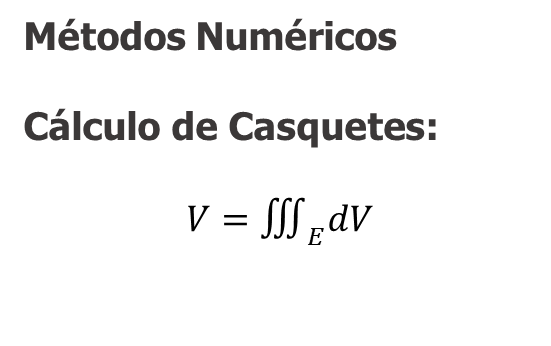 Métodos Numéricos
Cálculo de Casquetes:
V = ∭_E dV